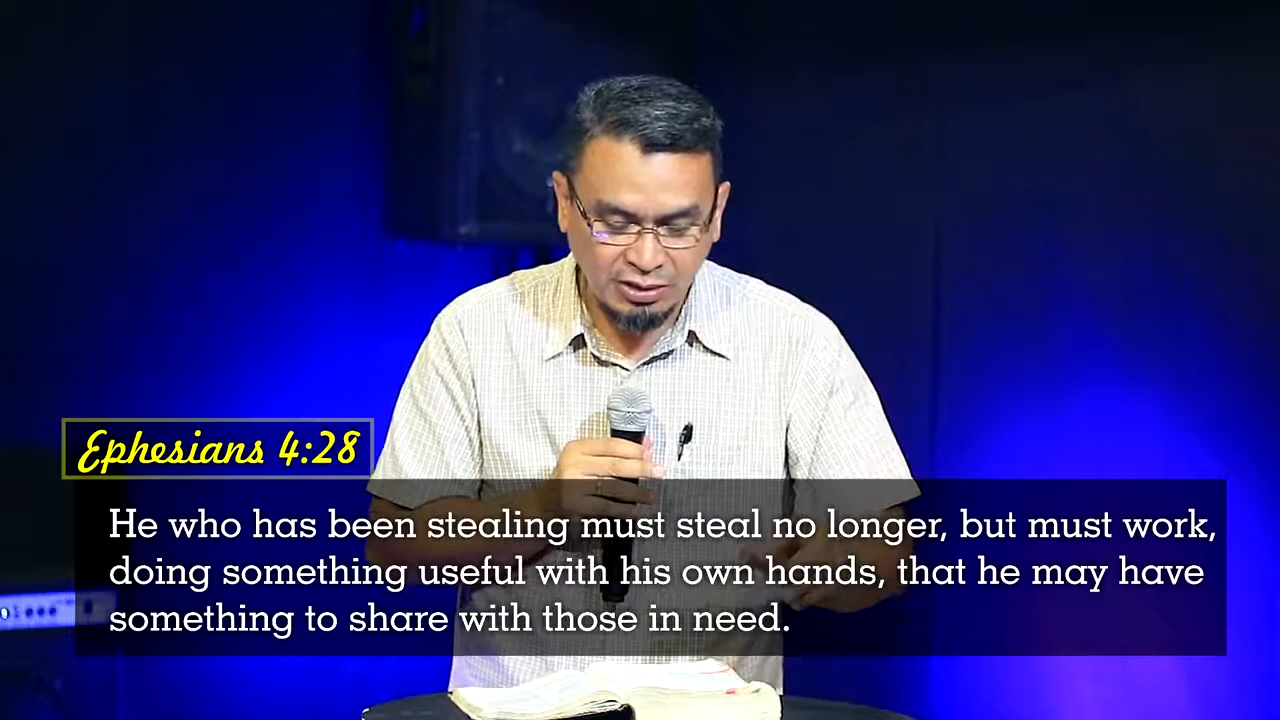 Ephesians 4:28
He who has been stealing must steal no longer, but must work,
doing something useful with his own hands, that he may have
something to share with those in need.